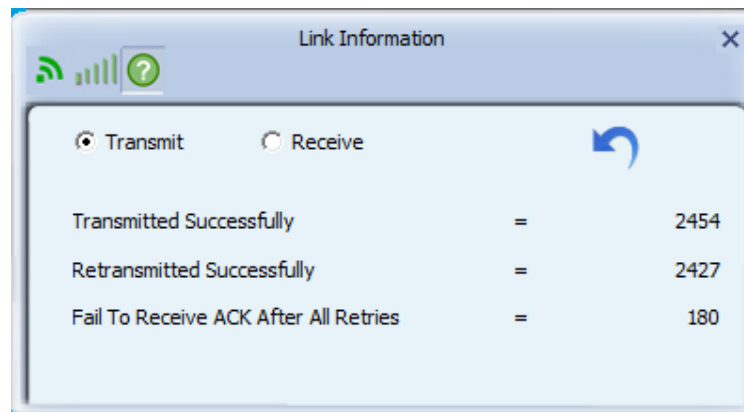 Link Information
Transmit Receive
Transmitted Successfully = 2454
Retransmitted Successfully = 2427
Fail To Receive ACK After All Retries = 180